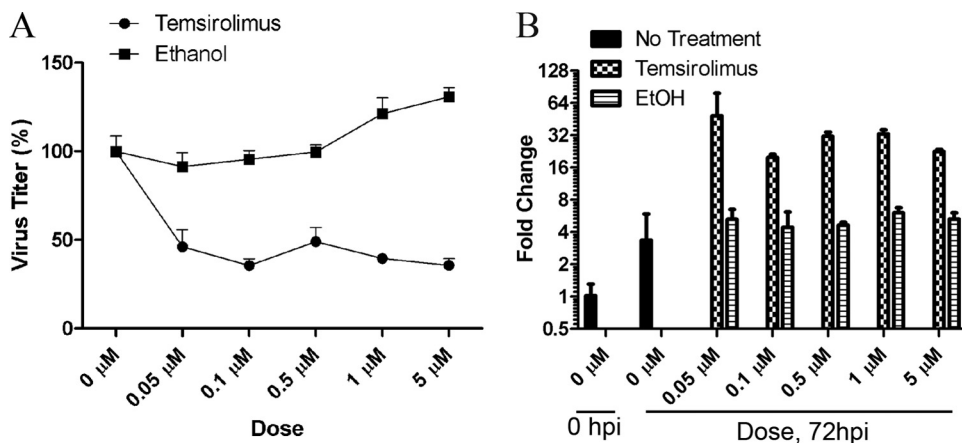 A
Temsirolimus
Ethanol
Virus Titer (%)
150
100
50
0
0 μM
0.05 μM
0.1 μM
0.5 μM
1 μM
5 μM
Dose
B
No Treatment
Temsirolimus
EtOH
Fold Change
128
64
32
16
8
4
2
1
0.5
0 μM
0 μM
0.05 μM
0.1 μM
0.5 μM
1 μM
5 μM
0 hpi
Dose, 72hpi